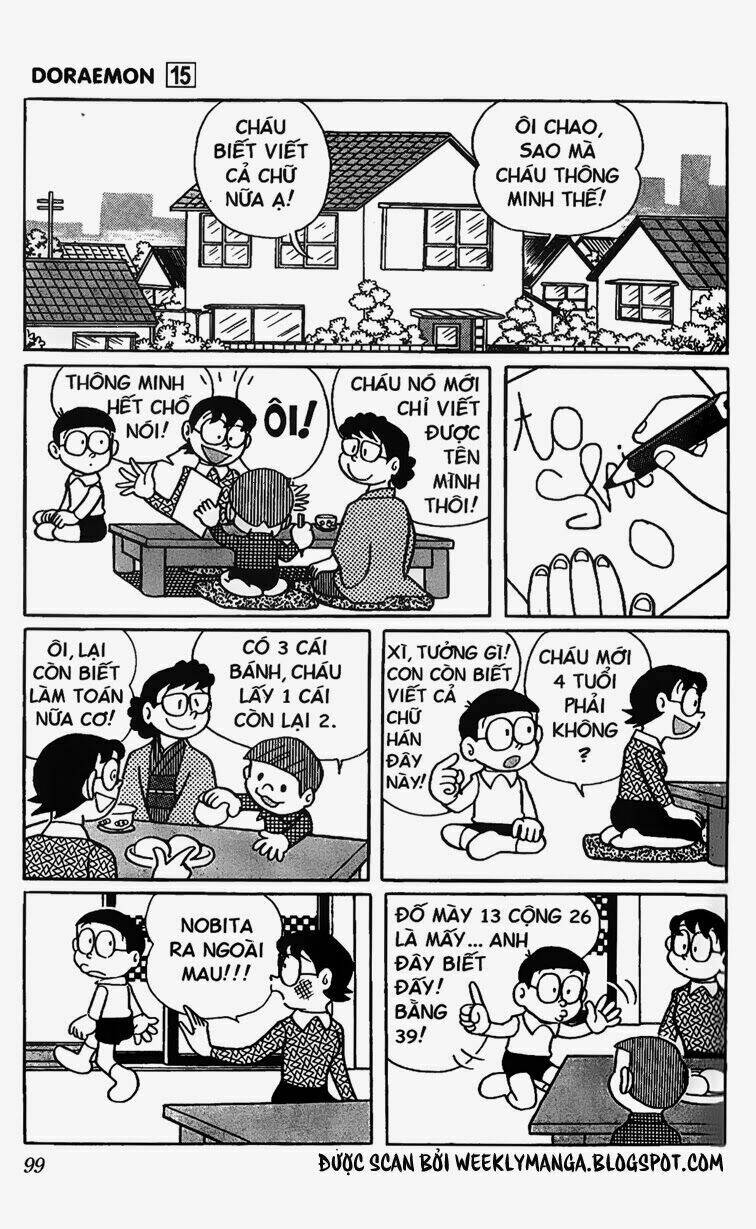 DORAEMON 15
ÔI CHAO,
SAO MÀ
CHÁU THÔNG
MINH THẾ!
CHÁU
BIẾT VIẾT
CẢ CHỮ
NỮA Ạ!
CHÁU NÓ MỚI
CHỈ VIẾT
ĐƯỢC
TÊN
MÌNH
THÔI!
ÔI!
THÔNG MINH
HẾT CHỖ
NÓI!
CHÁU MỚI
4 TUỔI
PHẢI
KHÔNG
?
XÌ, TƯỞNG GÌ!
CON CÒN BIẾT
VIẾT CẢ
CHỮ
HÁN
ĐÂY
NÀY!
CÓ 3 CÁI
BÁNH, CHÁU
LẤY 1 CÁI
CÒN LẠI 2.
ÔI, LẠI
CÒN BIẾT
LÀM TOÁN
NỮA CƠ!
ĐỐ MÀY 13 CỘNG 26
LÀ MẤY... ANH
ĐÂY BIẾT
ĐẤY!
BẰNG
39!
NOBITA
RA NGOÀI
MAU!!!
99
ĐƯỢC SCAN BỞI WEEKLYMANGA.BLOGSPOT.COM